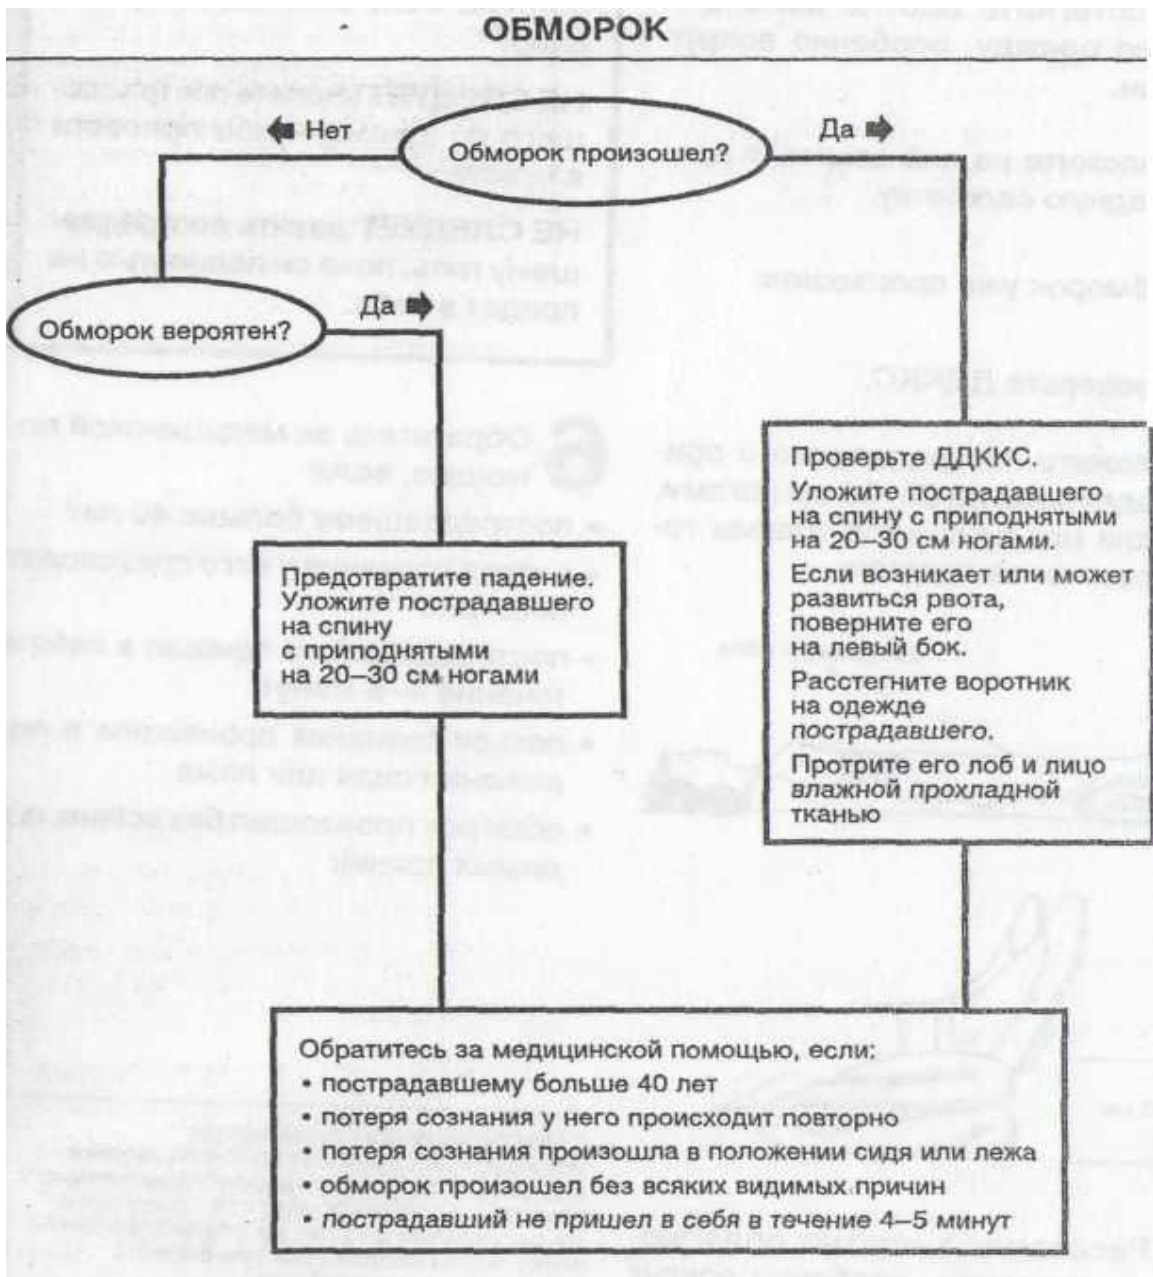 ОБМОРОК
Нет
Обморок произошел?
Да
Обморок вероятен?
Да
Предотвратите падение.
Уложите пострадавшего
на спину
с приподнятыми
на 20–30 см ногами
Проверьте ДДККС.
Уложите пострадавшего
на спину с приподнятыми
на 20–30 см ногами.
Если возникает или может
развиться рвота,
поверните его
на левый бок.
Расстегните воротник
на одежде
пострадавшего.
Протрите его лоб и лицо
влажной прохладной
тканью
Обратитесь за медицинской помощью, если:
• пострадавшему больше 40 лет
• потеря сознания у него происходит повторно
• потеря сознания произошла в положении сидя или лежа
• обморок произошел без всяких видимых причин
• пострадавший не пришел в себя в течение 4–5 минут